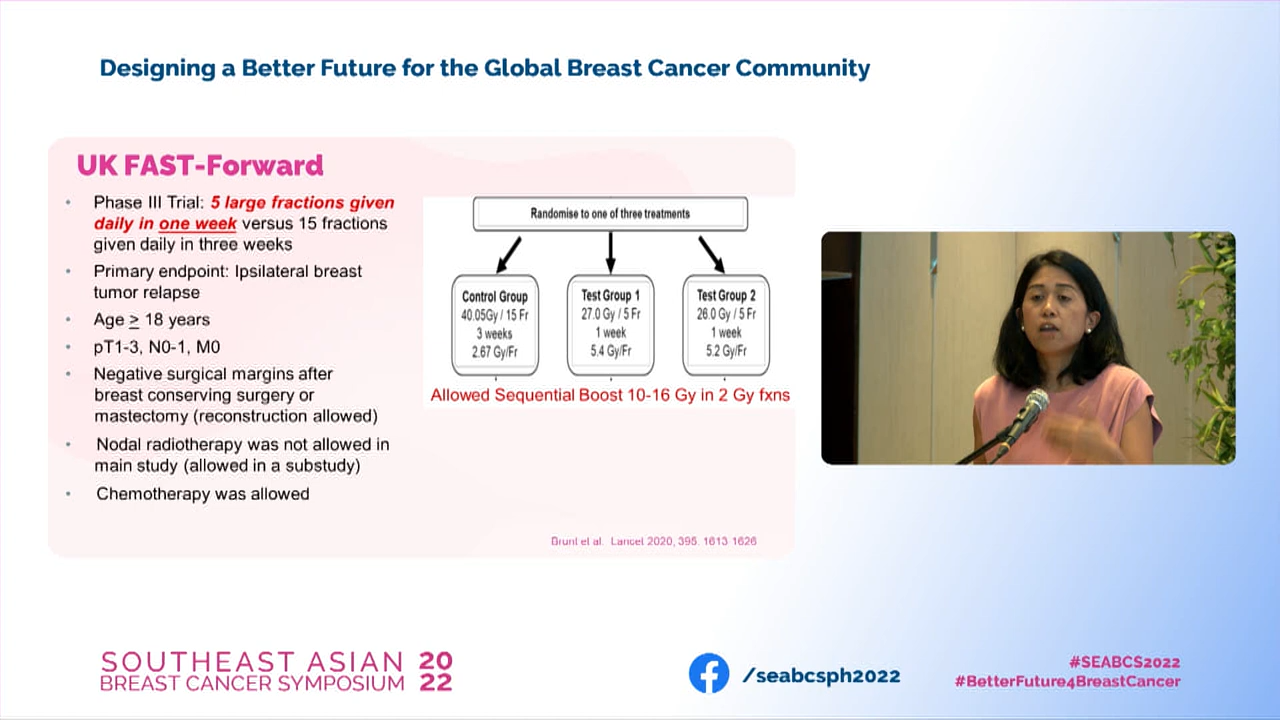 Designing a Better Future for the Global Breast Cancer Community
UK FAST-Forward
• Phase III Trial: 5 large fractions given
daily in one week versus 15 fractions
given daily in three weeks
• Primary endpoint: Ipsilateral breast
tumor relapse
• Age ≥ 18 years
• pT1-3, N0-1, M0
• Negative surgical margins after
breast conserving surgery or
mastectomy (reconstruction allowed)
• Nodal radiotherapy was not allowed in
main study (allowed in a substudy)
• Chemotherapy was allowed
Randomise to one of three treatments
Control Group
40.05Gy / 15 Fr
3 weeks
2.67 Gy/Fr
Test Group 1
27.0 Gy / 5 Fr
1 week
5.4 Gy/Fr
Test Group 2
26.0 Gy / 5 Fr
1 week
5.2 Gy/Fr
Allowed Sequential Boost 10-16 Gy in 2 Gy fxns
Brunt et al. Lancet 2020, 395. 1613 1626
SOUTHEAST ASIAN 20
BREAST CANCER SYMPOSIUM 22
/seabcsph2022
#SEABCS2022
#BetterFuture4BreastCancer